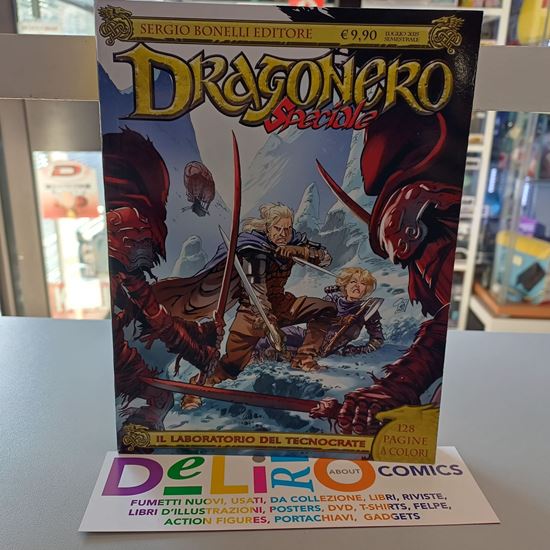 SERGIO BONELLI EDITORE
€ 9,90
LUGLIO 2025
SEMESTRALE
DRAGONERO
Speciale
IL LABORATORIO DEL TECNOCRATE
128
PAGINE
A COLORI
DeLiRiO ABOUT COMICS
FUMETTI NUOVI, USATI, DA COLLEZIONE, LIBRI, RIVISTE,
LIBRI D'ILLUSTRAZIONI, POSTERS, DVD, T-SHIRTS, FELPE,
ACTION FIGURES, PORTACHIAVI, GADGETS